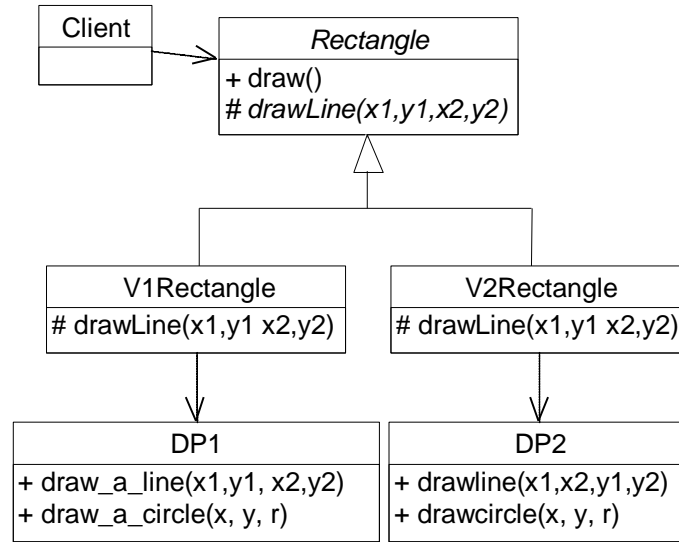 Client
Rectangle
+ draw()
# drawLine(x1,y1,x2,y2)
V1Rectangle
# drawLine(x1,y1 x2,y2)
V2Rectangle
# drawLine(x1,y1 x2,y2)
DP1
+ draw_a_line(x1,y1, x2,y2)
+ draw_a_circle(x, y, r)
DP2
+ drawline(x1,x2,y1,y2)
+ drawcircle(x, y, r)